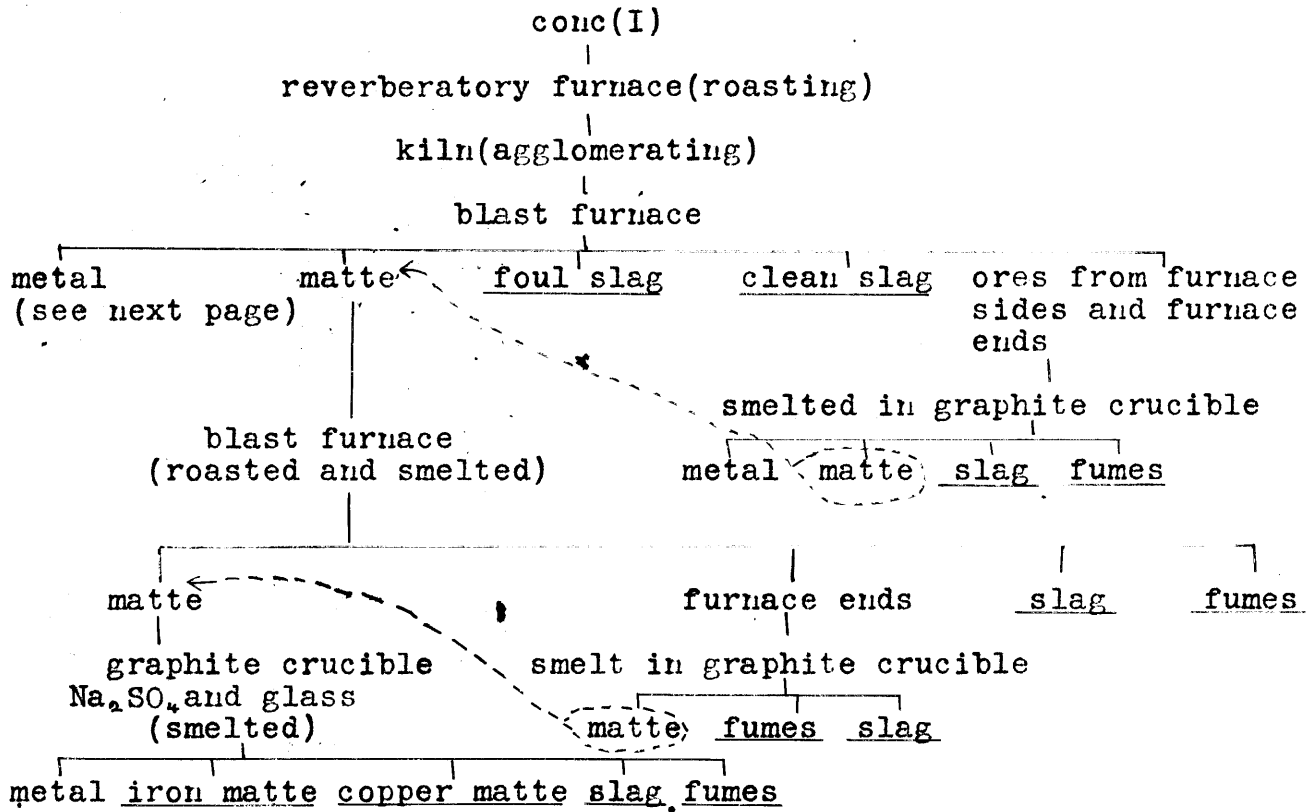 conc(I)
reverberatory furnace(roasting)
kiln(agglomerating)
blast furnace
metal matte foul slag clean slag ores from furnace
(see next page) sides and furnace
ends
smelted in graphite crucible
blast furnace
(roasted and smelted) metal matte slag fumes
matte furnace ends slag fumes
graphite crucible smelt in graphite crucible
Na₂SO₄ and glass
(smelted) matte fumes slag
metal iron matte copper matte slag fumes